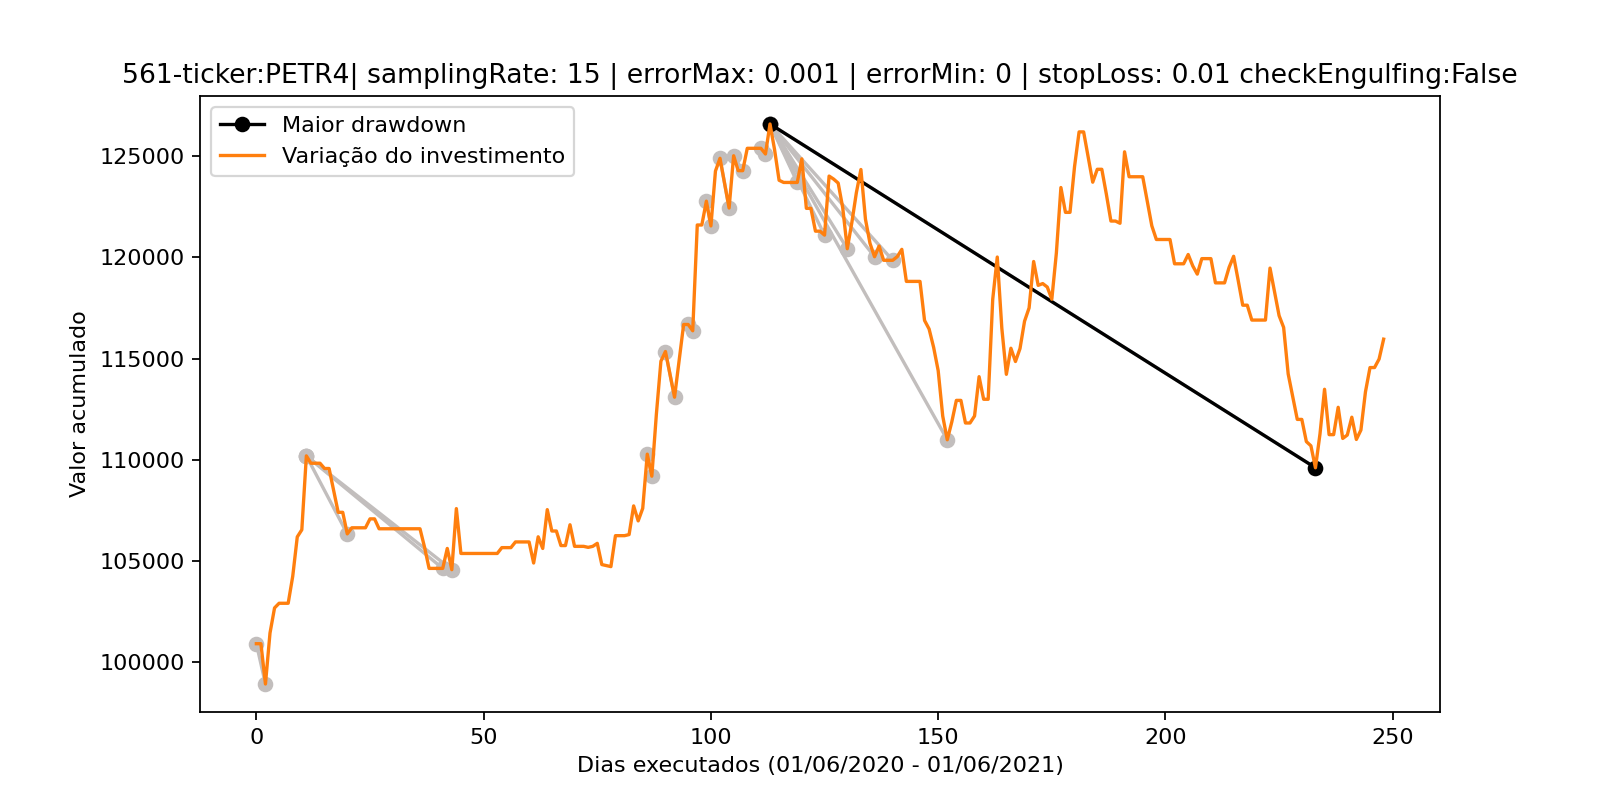 561-ticker:PETR4| samplingRate: 15 | errorMax: 0.001 | errorMin: 0 | stopLoss: 0.01 checkEngulfing:False
Maior drawdown
Variação do investimento
125000
120000
115000
110000
105000
100000
Valor acumulado
0 50 100 150 200 250
Dias executados (01/06/2020 - 01/06/2021)